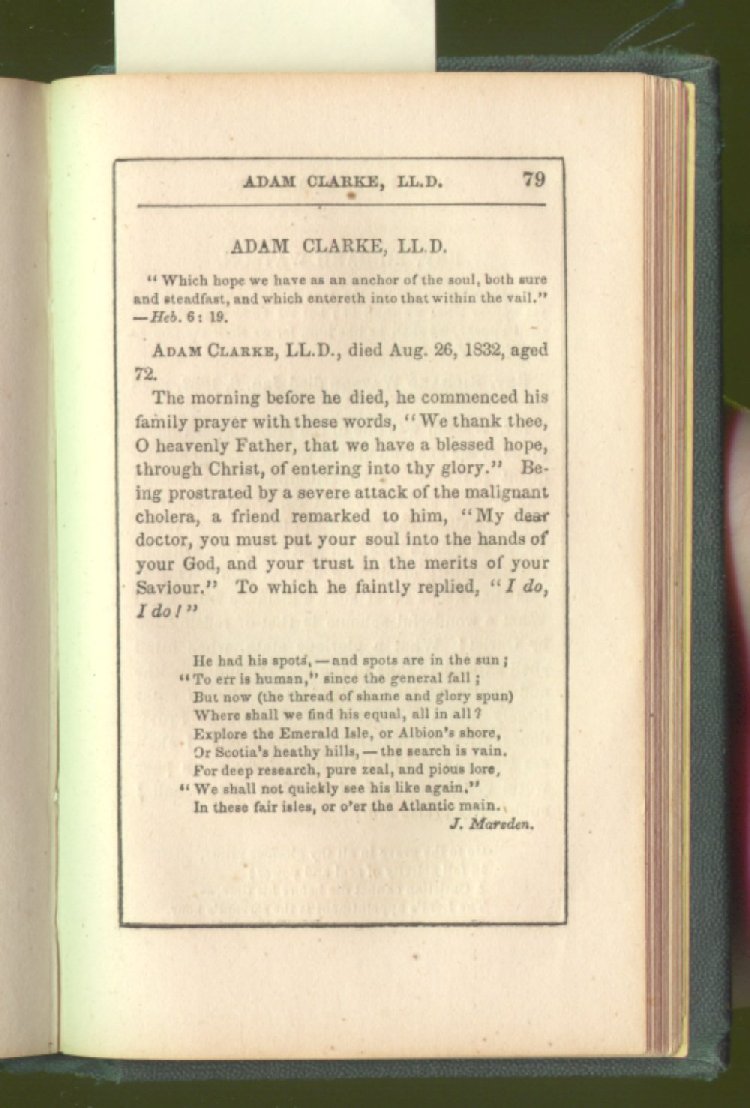 ADAM CLARKE, LL.D. 79
ADAM CLARKE, LL.D.
"Which hope we have as an anchor of the soul, both sure
and steadfast, and which entereth into that within the vail."
—Heb. 6: 19.
ADAM CLARKE, LL.D., died Aug. 26, 1832, aged
72.
The morning before he died, he commenced his
family prayer with these words, "We thank thee,
O heavenly Father, that we have a blessed hope,
through Christ, of entering into thy glory." Be-
ing prostrated by a severe attack of the malignant
cholera, a friend remarked to him, "My dear
doctor, you must put your soul into the hands of
your God, and your trust in the merits of your
Saviour." To which he faintly replied, "I do,
I do!"
He had his spots,—and spots are in the sun;
"To err is human," since the general fall;
But now (the thread of shame and glory spun)
Where shall we find his equal, all in all?
Explore the Emerald Isle, or Albion's shore,
Or Scotia's heathy hills,—the search is vain.
For deep research, pure zeal, and pious lore,
"We shall not quickly see his like again,"
In these fair isles, or o'er the Atlantic main.
J. Marsden.